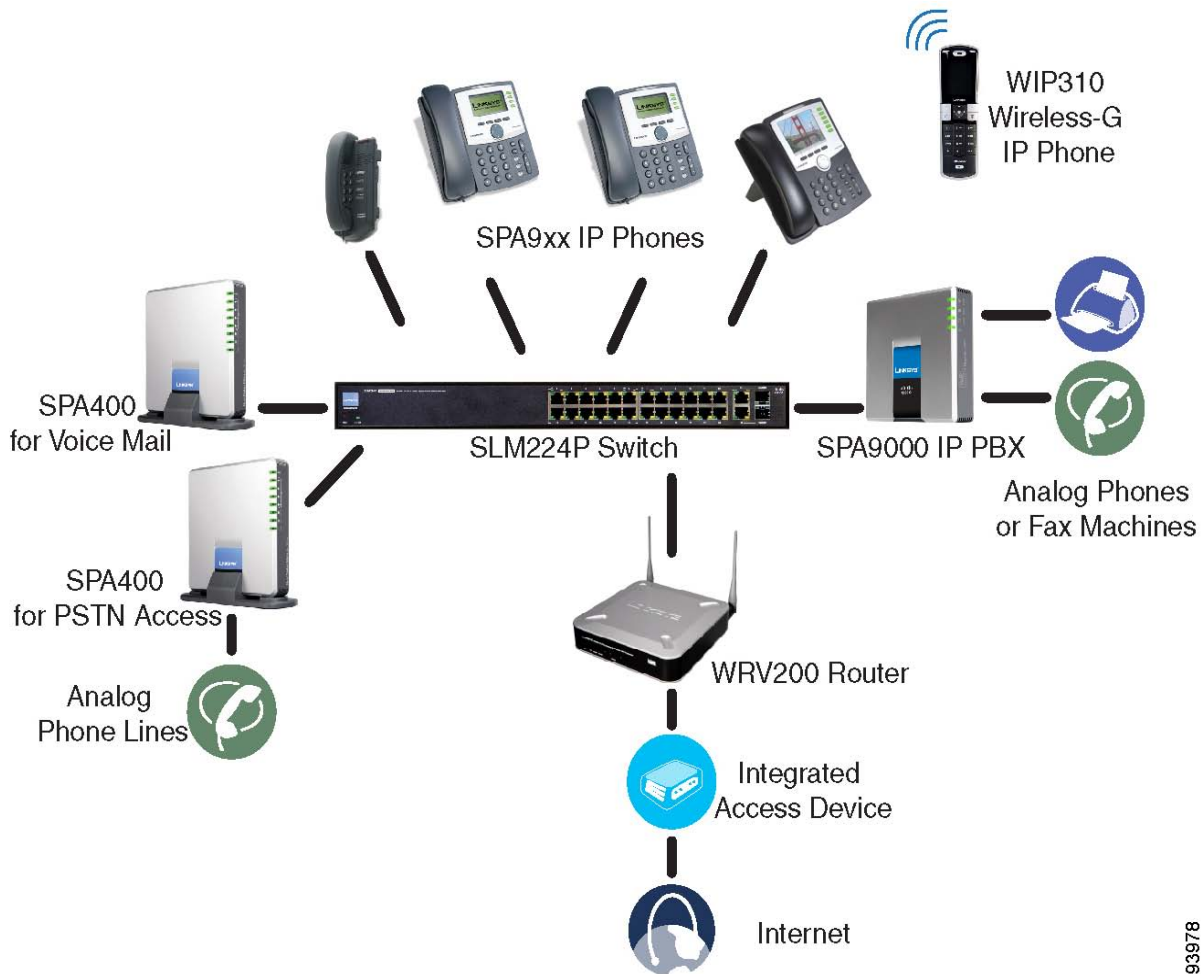 WIP310
Wireless-G
IP Phone
SPA9xx IP Phones
SPA400
for Voice Mail
SLM224P Switch
SPA9000 IP PBX
Analog Phones
or Fax Machines
SPA400
for PSTN Access
WRV200 Router
Analog
Phone Lines
Integrated
Access Device
Internet
93978